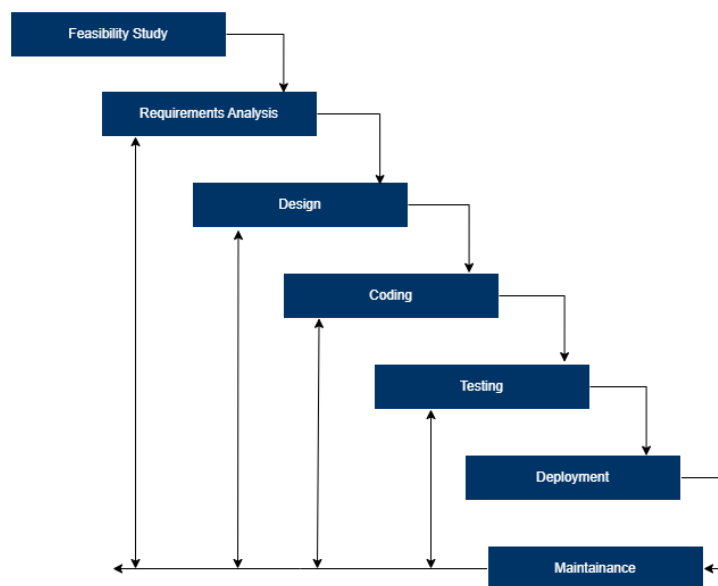 Feasibility Study
Requirements Analysis
Design
Coding
Testing
Deployment
Maintainance